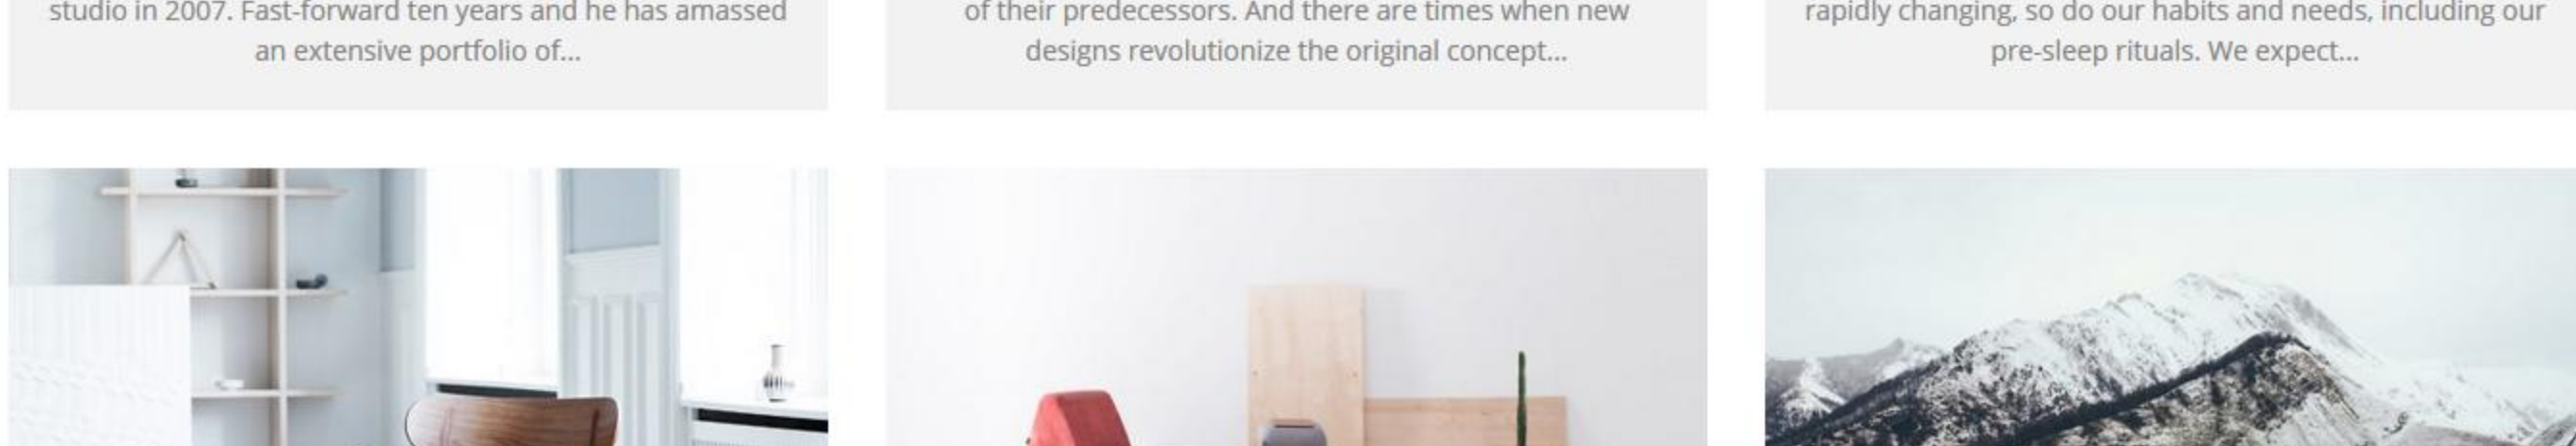 studio in 2007. Fast-forward ten years and he has amassed
an extensive portfolio of...
of their predecessors. And there are times when new
designs revolutionize the original concept...
rapidly changing, so do our habits and needs, including our
pre-sleep rituals. We expect...